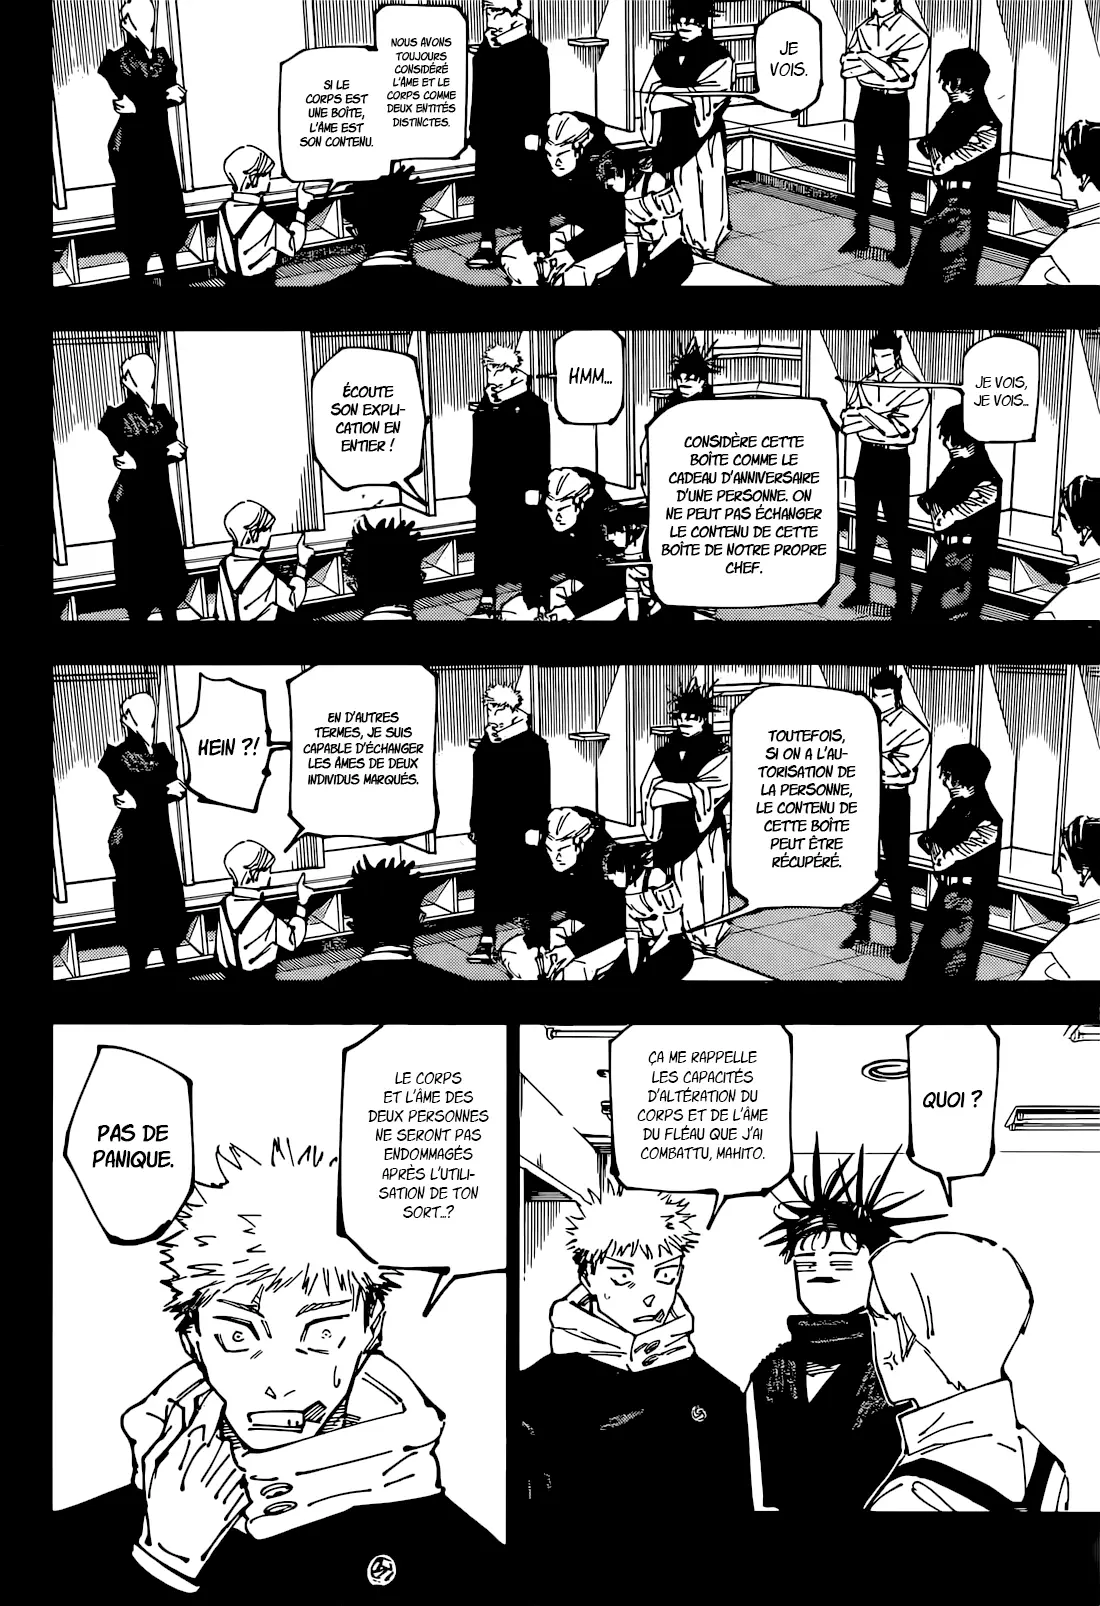 JE
VOIS.
NOUS AVONS
TOUJOURS
CONSIDÉRÉ
L'ÂME ET LE
CORPS COMME
DEUX ENTITÉS
DISTINCTES.
SI LE
CORPS EST
UNE BOÎTE,
L'ÂME EST
SON CONTENU.
JE VOIS,
JE VOIS...
CONSIDÈRE CETTE
BOÎTE COMME LE
CADEAU D'ANNIVERSAIRE
D'UNE PERSONNE. ON
NE PEUT PAS ÉCHANGER
LE CONTENU DE CETTE
BOÎTE DE NOTRE PROPRE
CHEF.
HMM...
ÉCOUTE
SON EXPLI-
CATION EN
ENTIER !
TOUTEFOIS,
SI ON A L'AU-
TORISATION DE
LA PERSONNE,
LE CONTENU DE
CETTE BOÎTE
PEUT ÊTRE
RÉCUPÉRÉ.
EN D'AUTRES
TERMES, JE SUIS
CAPABLE D'ÉCHANGER
LES ÂMES DE DEUX
INDIVIDUS MARQUÉS.
HEIN ?!
QUOI ?
ÇA ME RAPPELLE
LES CAPACITÉS
D'ALTÉRATION DU
CORPS ET DE L'ÂME
DU FLÉAU QUE J'AI
COMBATTU, MAHITO.
LE CORPS
ET L'ÂME DES
DEUX PERSONNES
NE SERONT PAS
ENDOMMAGÉS
APRÈS L'UTILI-
SATION DE TON
SORT...?
PAS DE
PANIQUE.